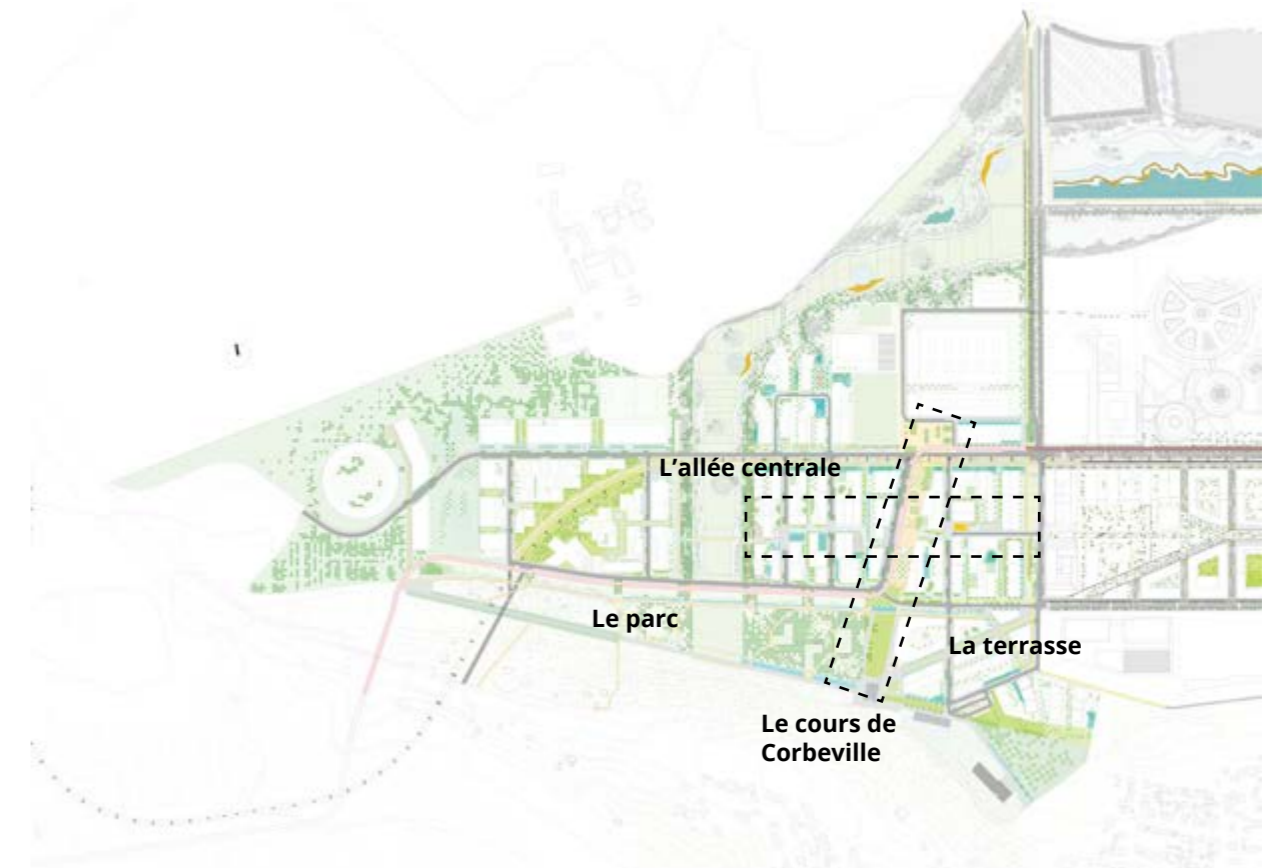 L'allée centrale
Le parc
La terrasse
Le cours de
Corbeville